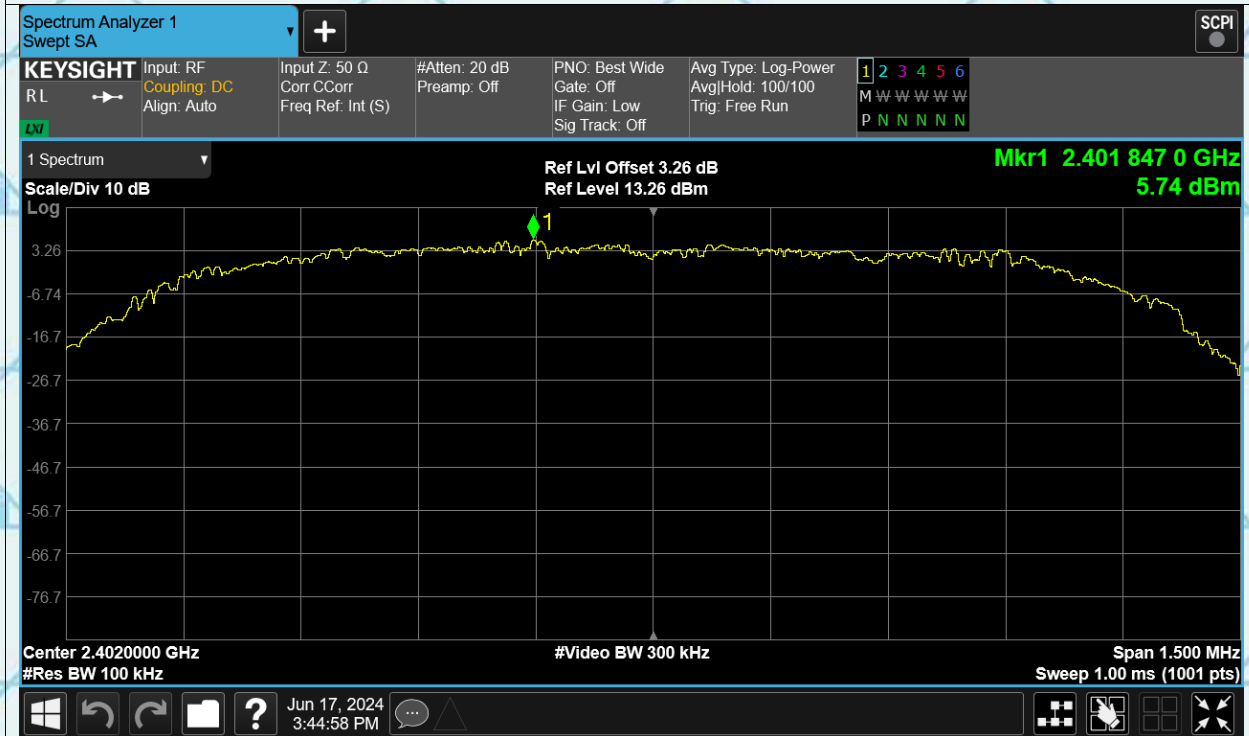 Spectrum Analyzer 1
Swept SA
+
SCPI
KEYSIGHT
RL
LXI
Input: RF
Coupling: DC
Align: Auto
Input Z: 50 Ω
Corr CCorr
Freq Ref: Int (S)
#Atten: 20 dB
Preamp: Off
PNO: Best Wide
Gate: Off
IF Gain: Low
Sig Track: Off
Avg Type: Log-Power
Avg|Hold: 100/100
Trig: Free Run
1 2 3 4 5 6
M W W W W W W
P N N N N N N
1 Spectrum
Scale/Div 10 dB
Log
Ref Lvl Offset 3.26 dB
Ref Level 13.26 dBm
Mkr1 2.401 847 0 GHz
5.74 dBm
1
3.26
-6.74
-16.7
-26.7
-36.7
-46.7
-56.7
-66.7
-76.7
Center 2.4020000 GHz
#Res BW 100 kHz
#Video BW 300 kHz
Span 1.500 MHz
Sweep 1.00 ms (1001 pts)
?
Jun 17, 2024
3:44:58 PM